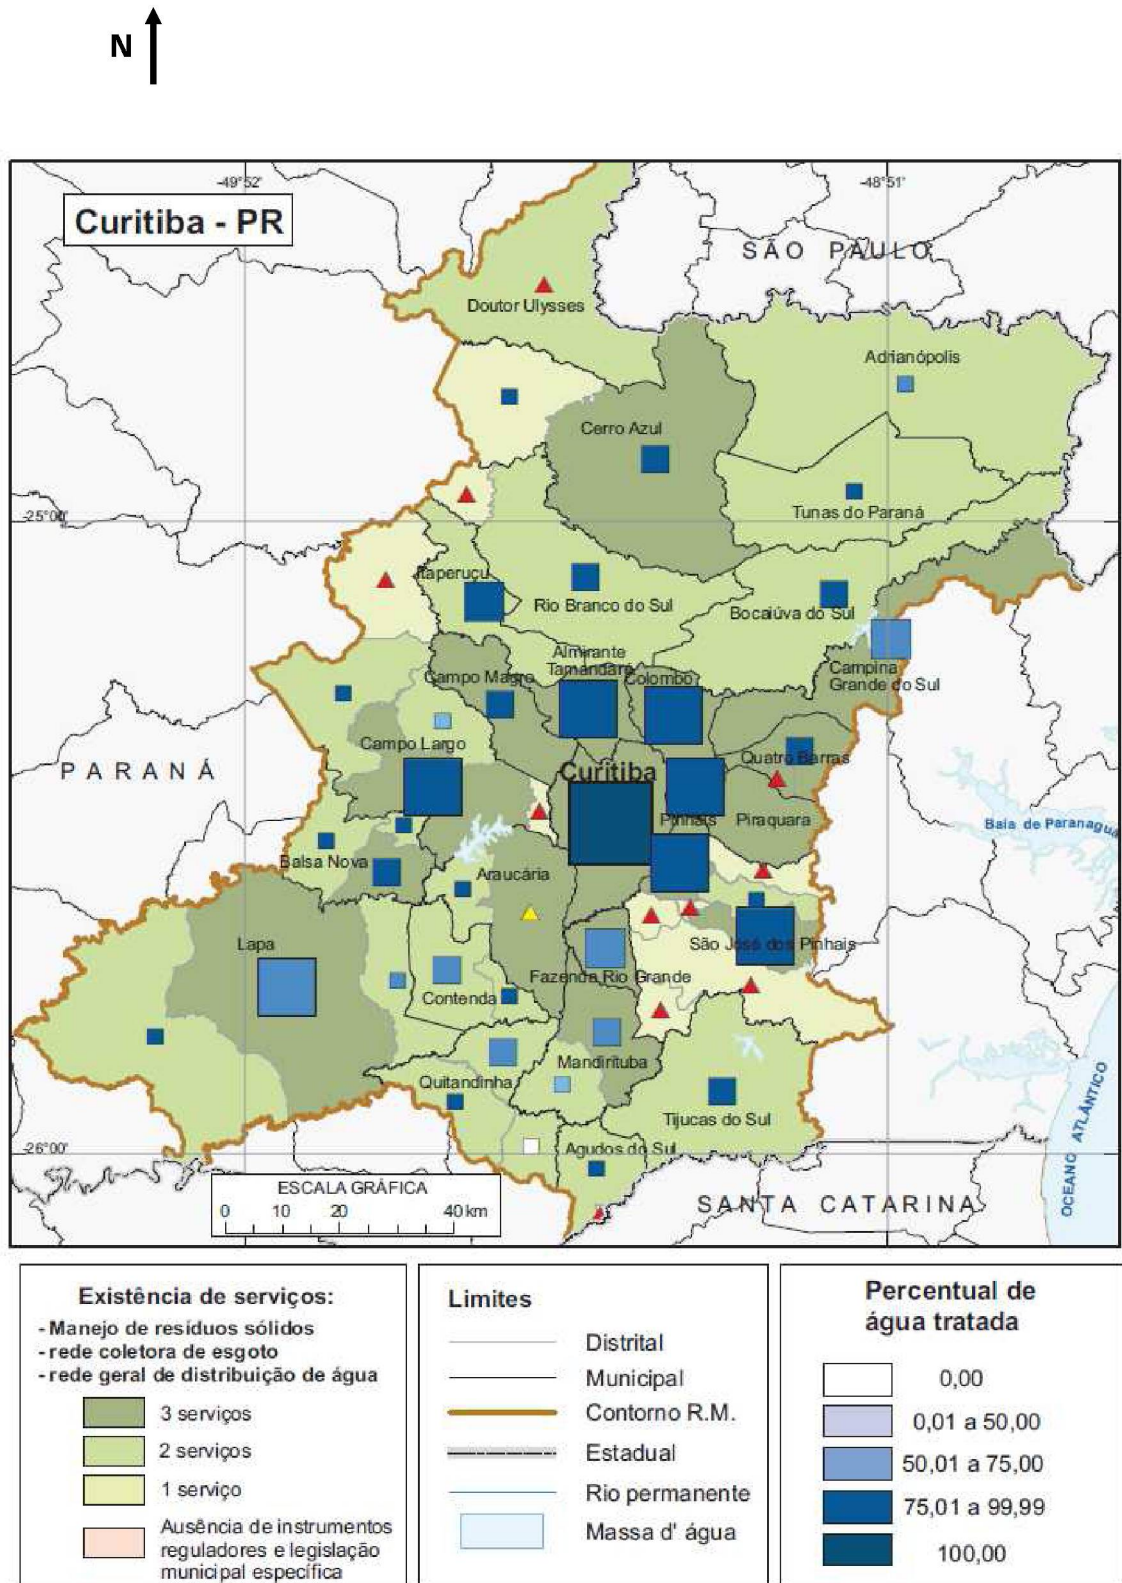 N
-49°52'
-48°51'
Curitiba - PR
SÃO PAULO
Doutor Ulysses
Adrianópolis
Cerro Azul
Tunas do Paraná
-25°00'
Itaperuçu
Rio Branco do Sul
Bocaiúva do Sul
Almirante
Tamandaré
Campo Magro
Colombo
Campina
Grande do Sul
Campo Largo
Quatro Barras
PARANÁ
Curitiba
Pinhais
Piraquara
Baia de Paranagua
Balsa Nova
Araucária
Lapa
São José dos Pinhais
Fazenda Rio Grande
Contenda
Mandirituba
Quitandinha
Tijucas do Sul
Agudos do Sul
-26°00'
OCEANO ATLÂNTICO
ESCALA GRÁFICA
0 10 20 40 km
SANTA CATARINA
Existência de serviços:
- Manejo de resíduos sólidos
- rede coletora de esgoto
- rede geral de distribuição de água
3 serviços
2 serviços
1 serviço
Ausência de instrumentos
reguladores e legislação
municipal específica
Limites
Distrital
Municipal
Contorno R.M.
Estadual
Rio permanente
Massa d' água
Percentual de
água tratada
0,00
0,01 a 50,00
50,01 a 75,00
75,01 a 99,99
100,00